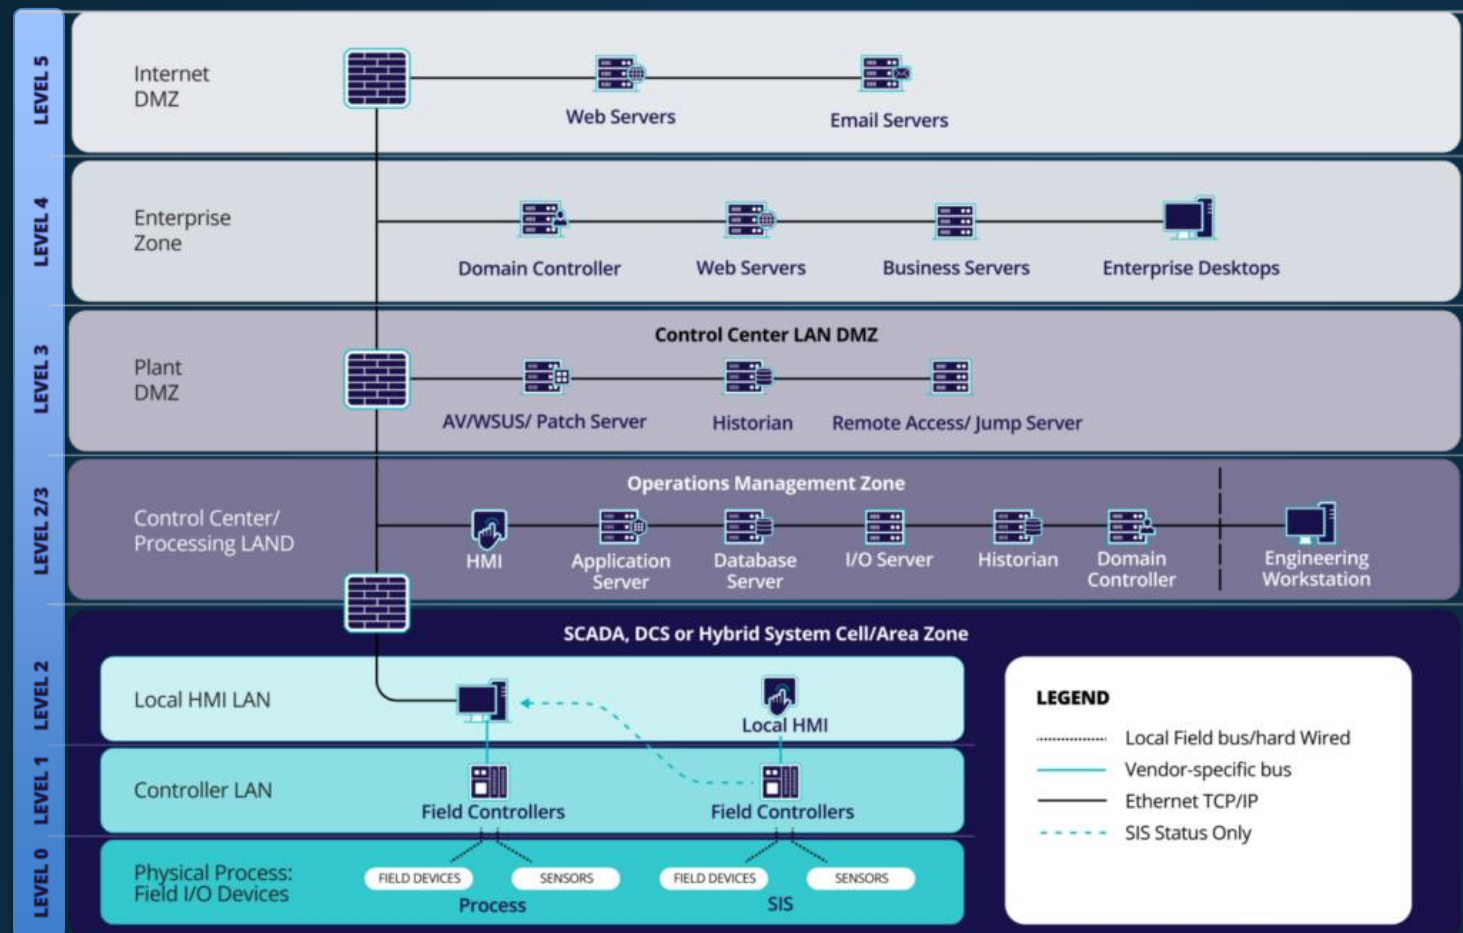 LEVEL 5
Internet
DMZ
Web Servers
Email Servers
LEVEL 4
Enterprise
Zone
Domain Controller
Web Servers
Business Servers
Enterprise Desktops
LEVEL 3
Control Center LAN DMZ
Plant
DMZ
AV/WSUS/ Patch Server
Historian
Remote Access/ Jump Server
LEVEL 2/3
Operations Management Zone
Control Center/
Processing LAND
HMI
Application
Server
Database
Server
I/O Server
Historian
Domain
Controller
Engineering
Workstation
SCADA, DCS or Hybrid System Cell/Area Zone
LEVEL 2
Local HMI LAN
Local HMI
LEVEL 1
Controller LAN
Field Controllers
Field Controllers
LEVEL 0
Physical Process:
Field I/O Devices
FIELD DEVICES
SENSORS
Process
FIELD DEVICES
SENSORS
SIS
LEGEND
Local Field bus/hard Wired
Vendor-specific bus
Ethernet TCP/IP
SIS Status Only